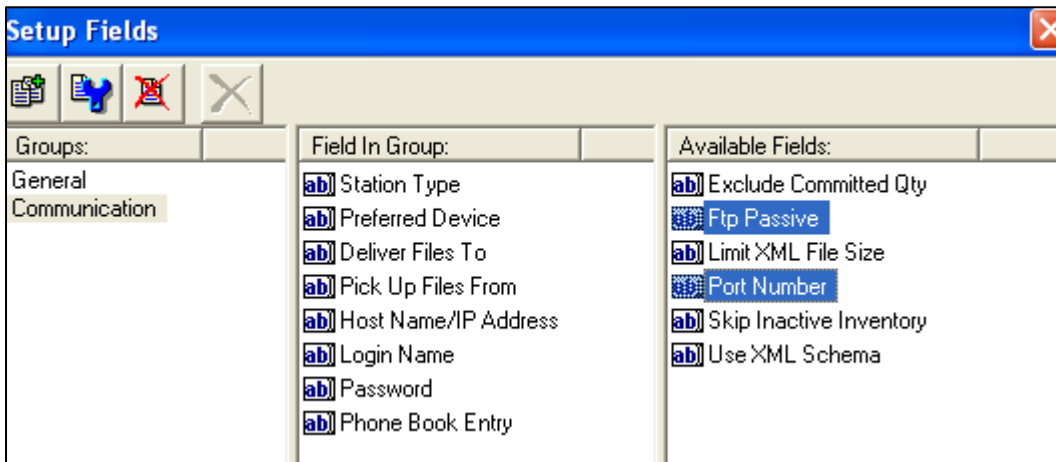 Setup Fields
Groups:
General
Communication
Field In Group:
Station Type
Preferred Device
Deliver Files To
Pick Up Files From
Host Name/IP Address
Login Name
Password
Phone Book Entry
Available Fields:
Exclude Committed Qty
Ftp Passive
Limit XML File Size
Port Number
Skip Inactive Inventory
Use XML Schema